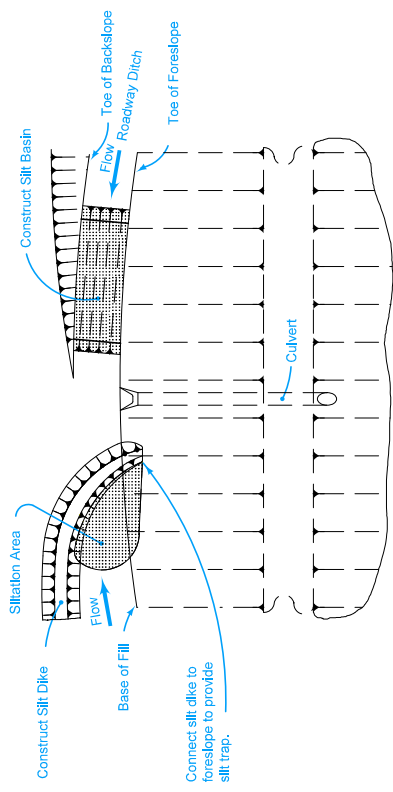 Siltation Area
Construct Silt Basin
Construct Silt Dike
Toe of Backslope
Flow
Flow
Roadway Ditch
Base of Fill
Toe of Foreslope
Connect silt dike to
foreslope to provide
silt trap.
Culvert